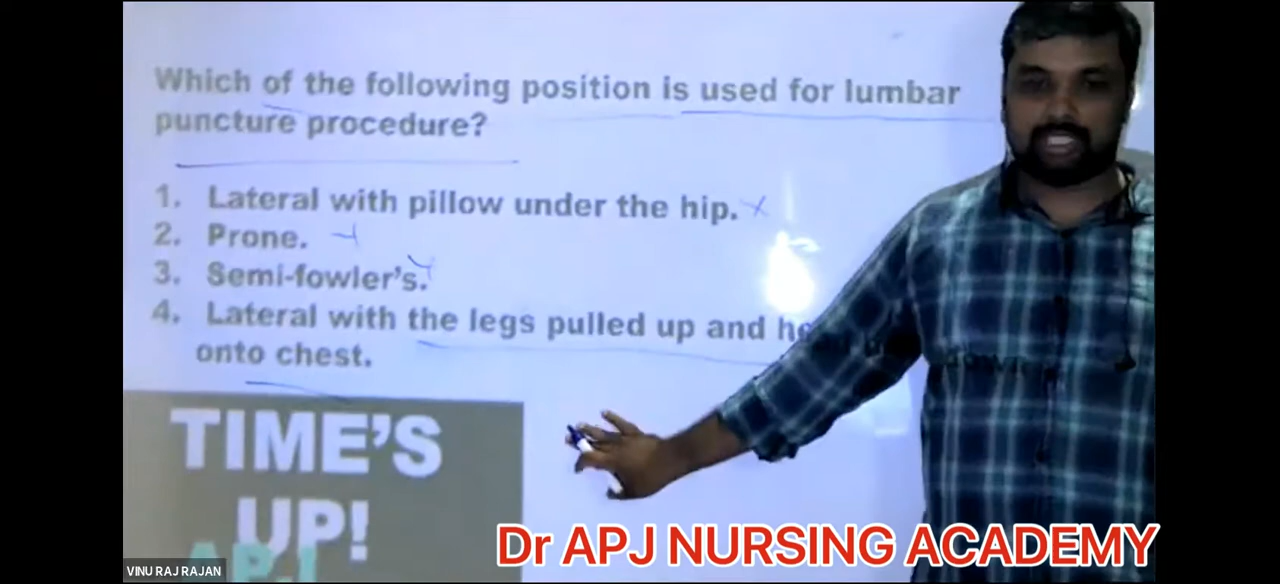 Which of the following position is used for lumbar
puncture procedure?
1. Lateral with pillow under the hip.
2. Prone.
3. Semi-fowler's.
4. Lateral with the legs pulled up and
onto chest.
TIME'S
UP!
APJ
Dr APJ NURSING ACADEMY
VINU RAJ RAJAN